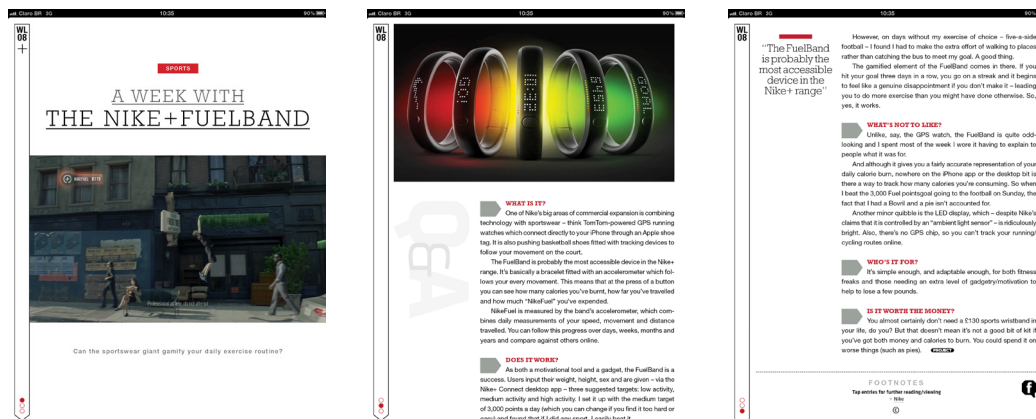 Claro BR 3G 10:35 90%
WL
08
SPORTS
A WEEK WITH
THE NIKE+FUELBAND
Can the sportswear giant gamify your daily exercise routine?
Claro BR 3G 10:35 90%
WL
08
GOAL
Q&A
WHAT IS IT?
One of Nike's big areas of commercial expansion is combining
technology with sportswear – think TomTom-powered GPS running
watches which connect directly to your iPhone through an Apple shoe
tag. It is also pushing basketball shoes fitted with tracking devices to
follow your movement on the court.
The FuelBand is probably the most accessible device in the Nike+
range. It's basically a bracelet fitted with an accelerometer which fol-
lows your every movement. This means that at the press of a button
you can see how many calories you've burnt, how far you've travelled
and how much "NikeFuel" you've expended.
NikeFuel is measured by the band's accelerometer, which com-
bines daily measurements of your speed, movement and distance
travelled. You can follow this progress over days, weeks, months and
years and compare against others online.
DOES IT WORK?
As both a motivational tool and a gadget, the FuelBand is a
success. Users input their weight, height, sex and are given – via the
Nike+ Connect desktop app – three suggested targets: low activity,
medium activity and high activity. I set it up with the medium target
of 3,000 points a day (which you can change if you find it too hard or
easy) and found that if I did any sport, I easily beat it.
Claro BR 3G 10:35 90%
WL
08
"The FuelBand
is probably the
most accessible
device in the
Nike+ range"
However, on days without my exercise of choice – five-a-side
football – I found I had to make the extra effort of walking to places
rather than catching the bus to meet my goal. A good thing.
The gamified element of the FuelBand comes in there. If you
hit your goal three days in a row, you go on a streak and it begins
to feel like a genuine disappointment if you don't make it – leading
you to do more exercise than you might have done otherwise. So,
yes, it works.
WHAT'S NOT TO LIKE?
Unlike, say, the GPS watch, the FuelBand is quite odd-
looking and I spent most of the week I wore it having to explain to
people what it was for.
And although it gives you a fairly accurate representation of your
daily calorie burn, nowhere on the iPhone app or the desktop bit is
there a way to track how many calories you're consuming. So when
I beat the 3,000 Fuel pointsgoal going to the football on Sunday, the
fact that I had a Bovril and a pie isn't accounted for.
Another minor quibble is the LED display, which – despite Nike's
claims that it is controlled by an "ambient light sensor" – is ridiculously
bright. Also, there's no GPS chip, so you can't track your running/
cycling routes online.
WHO'S IT FOR?
It's simple enough, and adaptable enough, for both fitness
freaks and those needing an extra level of gadgetry/motivation to
help to lose a few pounds.
IS IT WORTH THE MONEY?
You almost certainly don't need a £130 sports wristband in
your life, do you? But that doesn't mean it's not a good bit of kit if
you've got both money and calories to burn. You could spend it on
worse things (such as pies). PROJECT
FOOTNOTES
Tap entries for further reading/viewing
– Nike
©
f